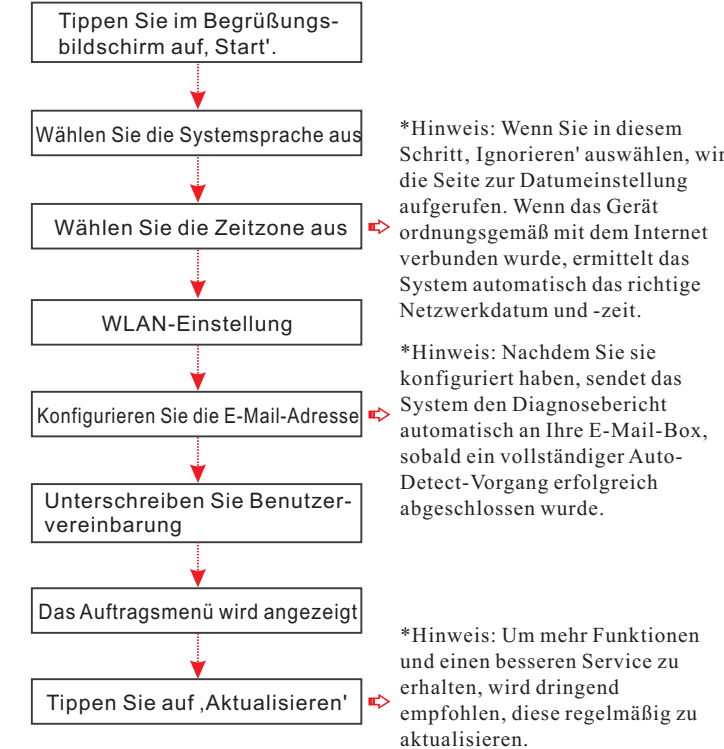 Tippen Sie im Begrüßungs-
bildschirm auf‚ Start'.
Wählen Sie die Systemsprache aus
Wählen Sie die Zeitzone aus
*Hinweis: Wenn Sie in diesem
Schritt‚ Ignorieren' auswählen, wir
die Seite zur Datumeinstellung
aufgerufen. Wenn das Gerät
ordnungsgemäß mit dem Internet
verbunden wurde, ermittelt das
System automatisch das richtige
Netzwerkdatum und -zeit.
WLAN-Einstellung
Konfigurieren Sie die E-Mail-Adresse
*Hinweis: Nachdem Sie sie
konfiguriert haben, sendet das
System den Diagnosebericht
automatisch an Ihre E-Mail-Box,
sobald ein vollständiger Auto-
Detect-Vorgang erfolgreich
abgeschlossen wurde.
Unterschreiben Sie Benutzer-
vereinbarung
Das Auftragsmenü wird angezeigt
Tippen Sie auf ‚Aktualisieren'
*Hinweis: Um mehr Funktionen
und einen besseren Service zu
erhalten, wird dringend
empfohlen, diese regelmäßig zu
aktualisieren.